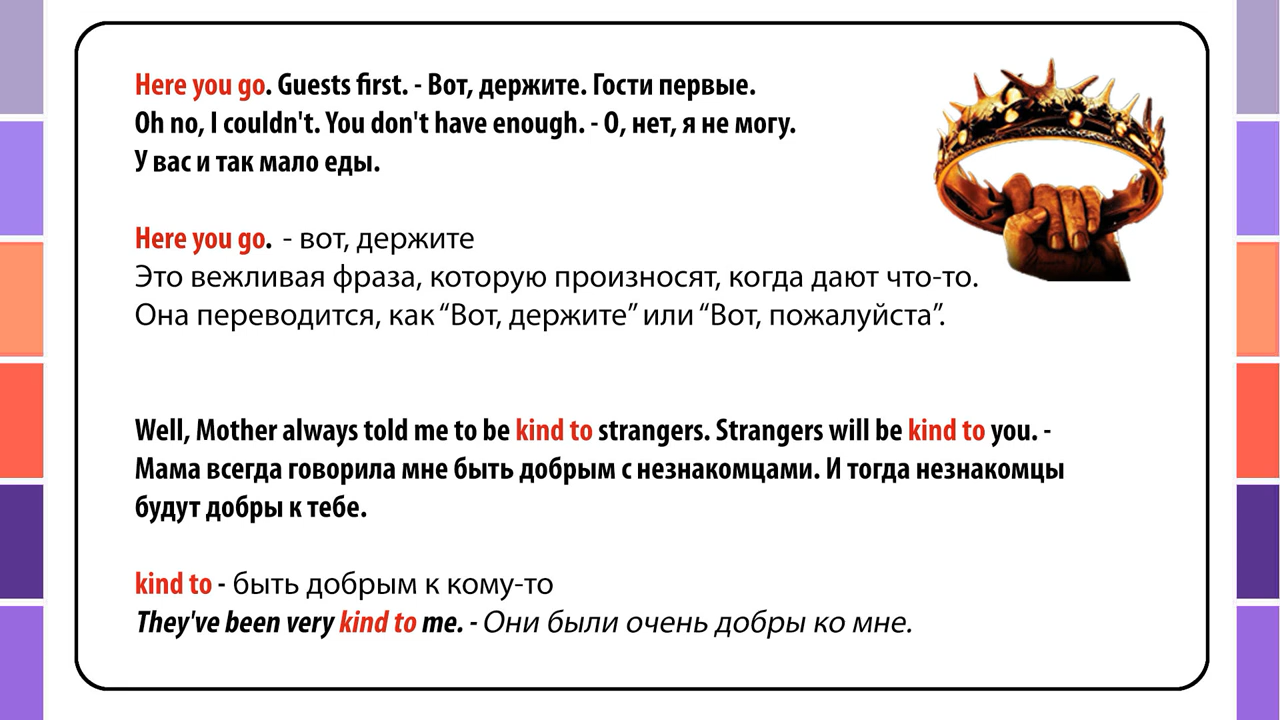 Here you go. Guests first. - Вот, держите. Гости первые.
Oh no, I couldn't. You don't have enough. - О, нет, я не могу.
У вас и так мало еды.
Here you go.  - вот, держите
Это вежливая фраза, которую произносят, когда дают что-то.
Она переводится, как “Вот, держите” или “Вот, пожалуйста”.
Well, Mother always told me to be kind to strangers. Strangers will be kind to you. -
Мама всегда говорила мне быть добрым с незнакомцами. И тогда незнакомцы
будут добры к тебе.
kind to - быть добрым к кому-то
They've been very kind to me. - Они были очень добры ко мне.